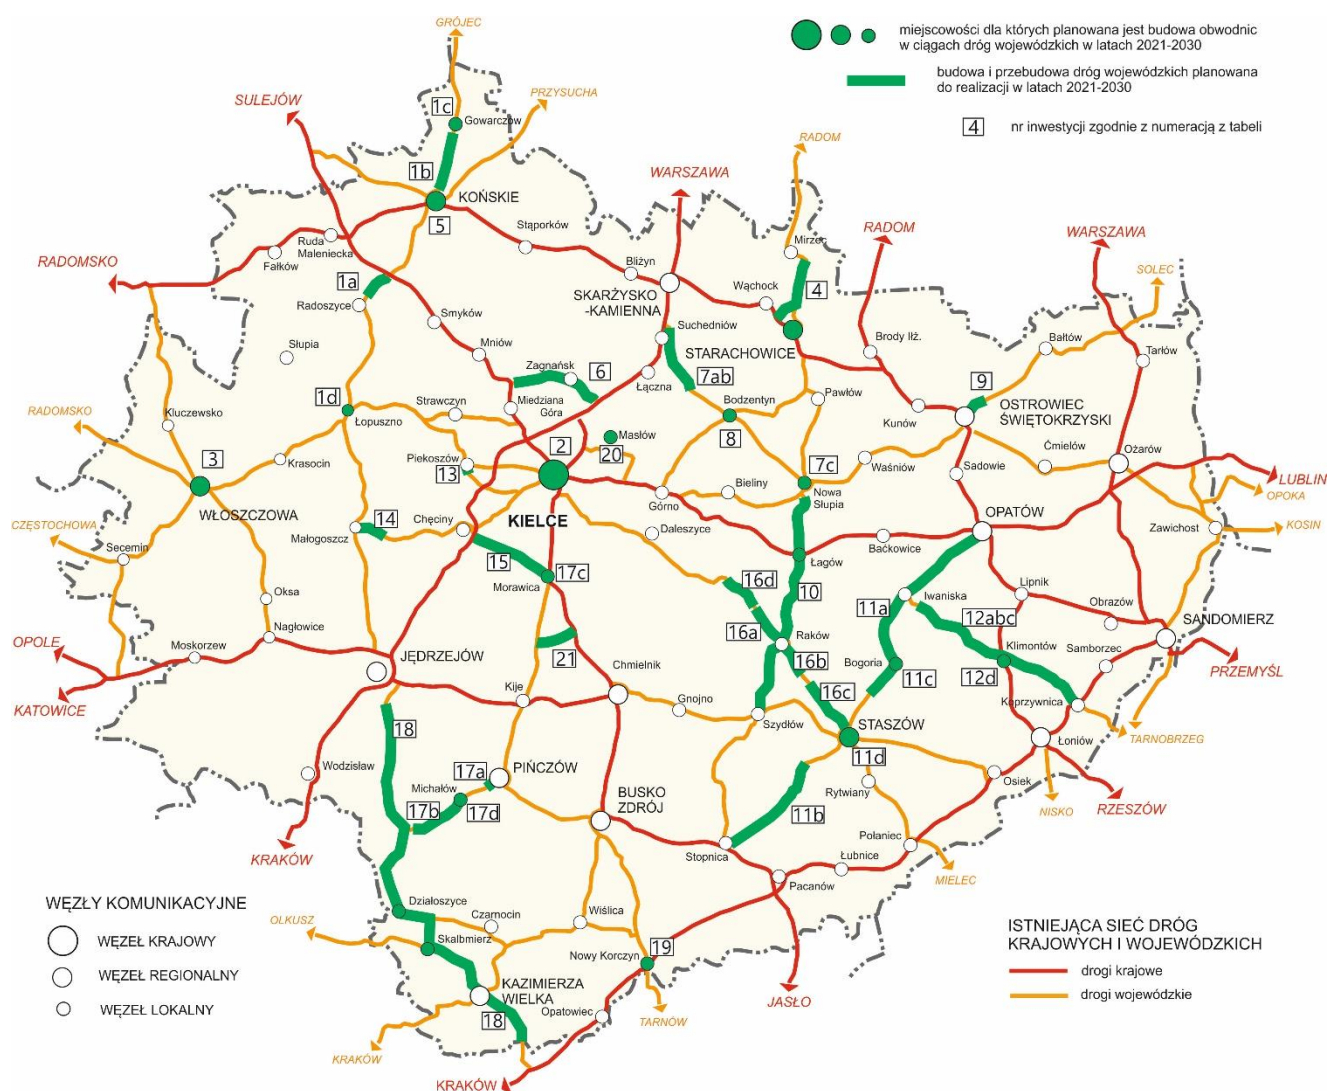 GRÓJEC
miejscowości dla których planowana jest budowa obwodnic
w ciągach dróg wojewódzkich w latach 2021-2030
budowa i przebudowa dróg wojewódzkich planowana
do realizacji w latach 2021-2030
4 nr inwestycji zgodnie z numeracją z tabeli
SULEJÓW
PRZYSUCHA
1c
Gowarczów
RADOM
1b
WARSZAWA
KOŃSKIE
5
Stąporków
Ruda
Maleniecka
Fałków
RADOMSKO
Mirzec
RADOM
WARSZAWA
SOLEC
Bliżyn
1a
Radoszyce
SKARŻYSKO
-KAMIENNA
Wąchock
4
Smyków
Suchedniów
STARACHOWICE
Brody Iłż.
Bałtów
Tarłów
Słupia
Mniów
Zagnańsk
6
Łączna
7ab
9
RADOMSKO
Kluczewsko
1d
Łopuszno
Strawczyn
Miedziana
Góra
Bodzentyn
Pawłów
Kunów
OSTROWIEC
ŚWIĘTOKRZYSKI
8
Masłów
2
20
3
Krasocin
Piekoszów
13
7c
Waśniów
Sadowie
Ćmielów
Ożarów
LUBLIN
OPOKA
WŁOSZCZOWA
KIELCE
Górno
Bieliny
Nowa
Słupia
OPATÓW
CZĘSTOCHOWA
Secemin
14
Małogoszcz
Chęciny
Daleszyce
Baćkowice
Zawichost
KOSIN
15
Morawica
17c
16d
Łagów
10
Lipnik
Oksa
Iwaniska
11a
12abc
Obrazów
SANDOMIERZ
OPOLE
Moskorzew
Nagłowice
16a
Raków
Klimontów
Samborzec
JĘDRZEJÓW
21
Chmielnik
16b
Bogoria
11c
12d
PRZEMYŚL
KATOWICE
Kije
Gnojno
16c
Koprzywnica
18
Szydłów
STASZÓW
TARNOBRZEG
Łoniów
11d
Wodzisław
17a
PIŃCZÓW
Michałów
Osiek
Rytwiany
NISKO
RZESZÓW
17b
17d
BUSKO
ZDRÓJ
11b
KRAKÓW
Stopnica
Połaniec
Łubnice
MIELEC
Pacanów
WĘZŁY KOMUNIKACYJNE
WĘZEŁ KRAJOWY
WĘZEŁ REGIONALNY
WĘZEŁ LOKALNY
Działoszyce
OLKUSZ
Czarnocin
Wiślica
Skalbmierz
Nowy Korczyn
19
KAZIMIERZA
WIELKA
18
Opatowiec
TARNÓW
JASŁO
KRAKÓW
KRAKÓW
ISTNIEJĄCA SIEĆ DRÓG
KRAJOWYCH I WOJEWÓDZKICH
drogi krajowe
drogi wojewódzkie